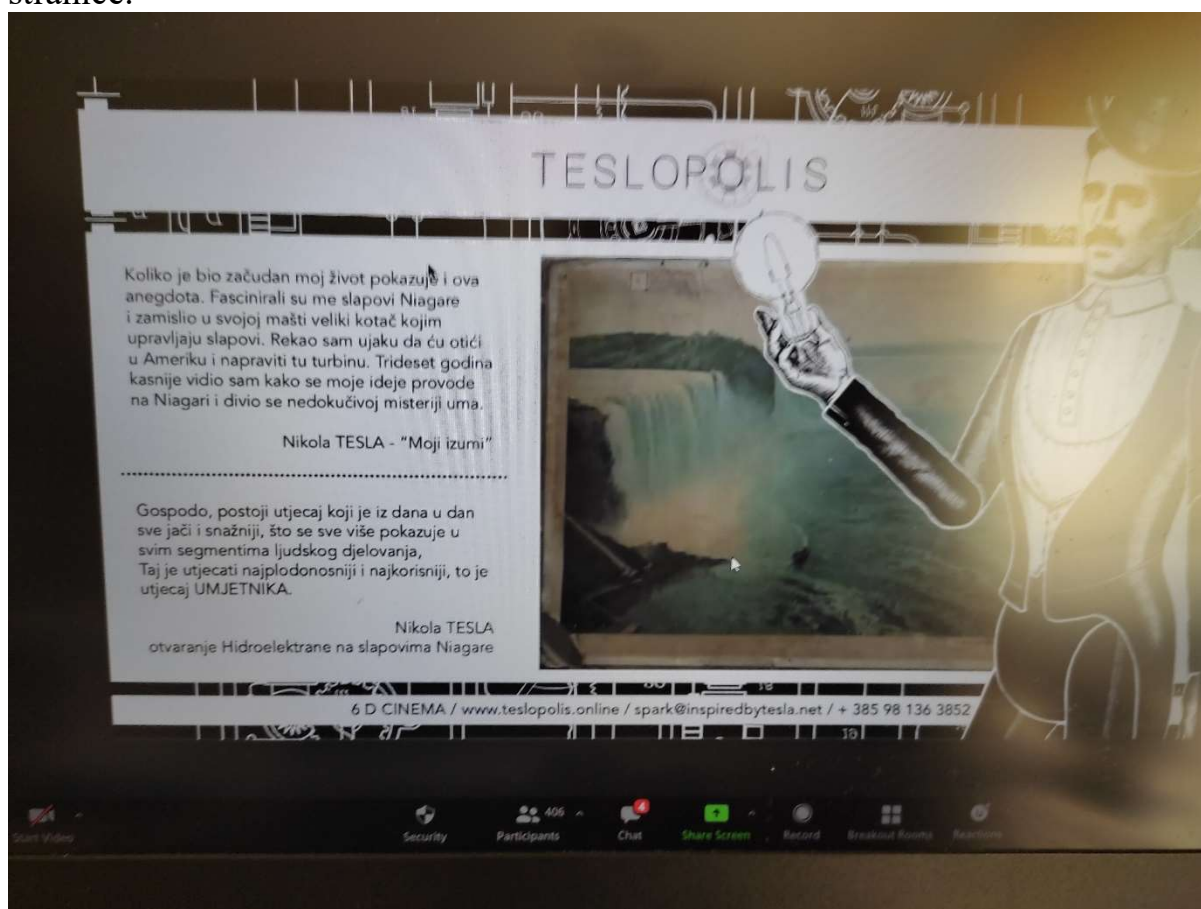 TESLOPOLIS
Koliko je bio začudan moj život pokazuje i ova
anegdota. Fascinirali su me slapovi Niagare
i zamislio u svojoj mašti veliki kotač kojim
upravljaju slapovi. Rekao sam ujaku da ću otići
u Ameriku i napraviti tu turbinu. Trideset godina
kasnije vidio sam kako se moje ideje provode
na Niagari i divio se nedokučivoj misteriji uma.
Nikola TESLA - "Moji izumi"
Gospodo, postoji utjecaj koji je iz dana u dan
sve jači i snažniji, što se sve više pokazuje u
svim segmentima ljudskog djelovanja,
Taj je utjecati najplodonosniji i najkorisniji, to je
utjecaj UMJETNIKA.
Nikola TESLA
otvaranje Hidroelektrane na slapovima Niagare
6 D CINEMA / www.teslopolis.online / spark@inspiredbytesla.net / + 385 98 136 3852
406
4
Start Video
Security
Participants
Chat
Share Screen
Record
Breakout Rooms
Reactions